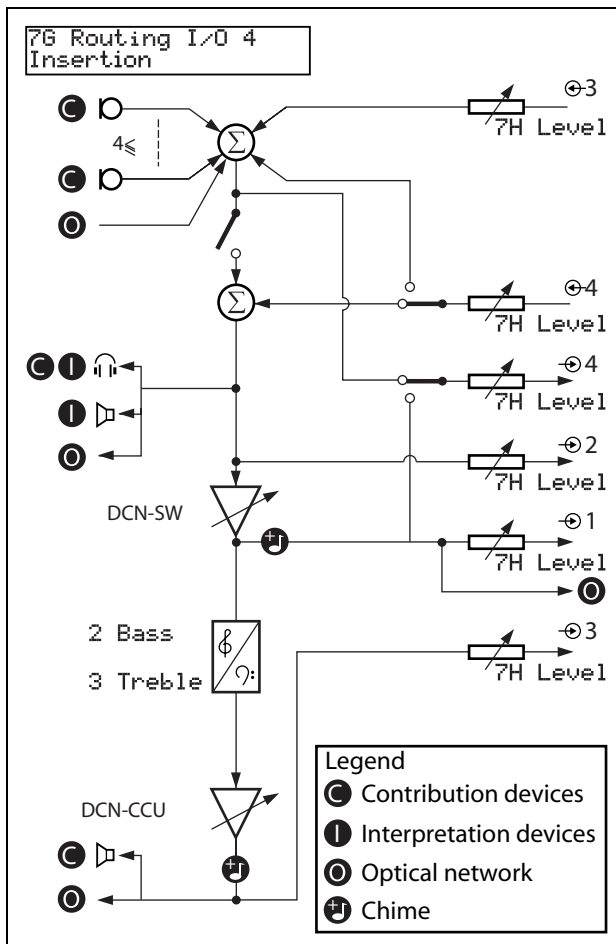 7G Routing I/O 4
Insertion
C
3
7H Level
4⩽
Σ
C
O
4
7H Level
Σ
C I
4
7H Level
I
O
2
7H Level
DCN-SW
1
7H Level
O
2 Bass
3 Treble
3
7H Level
DCN-CCU
C
O
Legend
C Contribution devices
I Interpretation devices
O Optical network
Chime